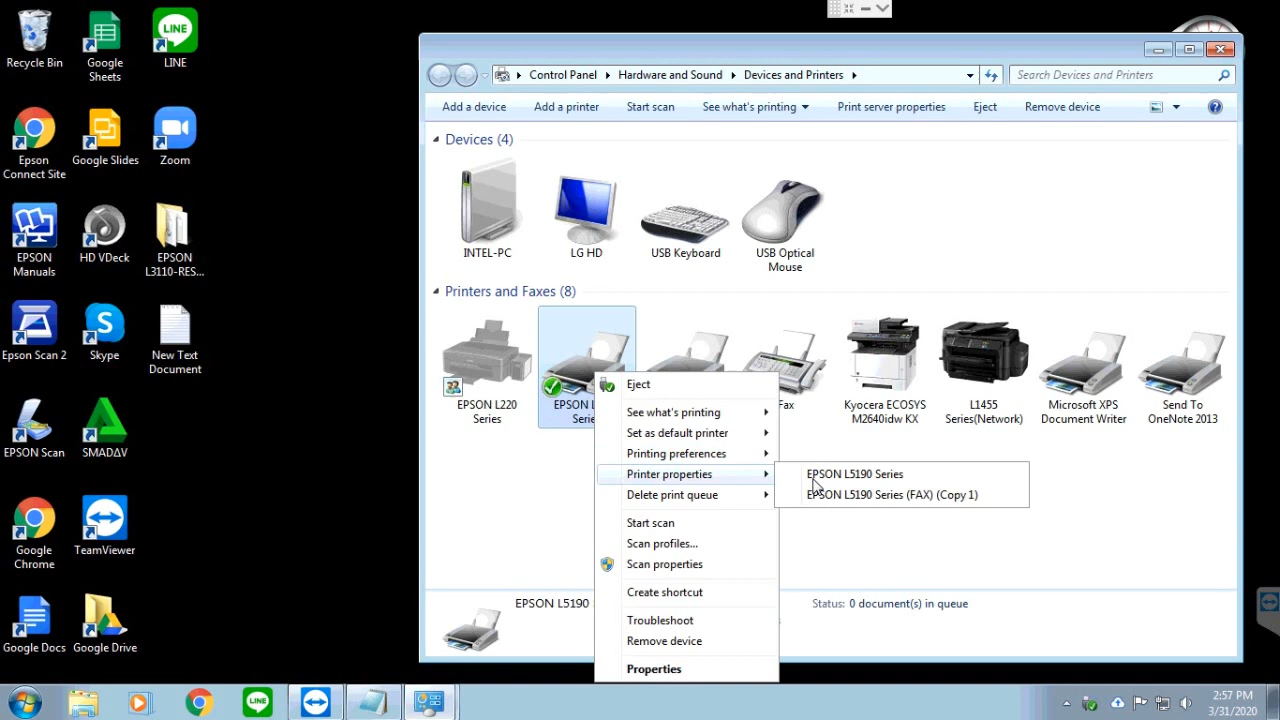 Recycle Bin
Google
Sheets
LINE
Epson
Connect Site
Google Slides
Zoom
EPSON
Manuals
HD VDeck
EPSON
L3110-RES...
Epson Scan 2
Skype
New Text
Document
EPSON Scan
SMADΔV
Google
Chrome
TeamViewer
Google Docs
Google Drive
Control Panel
Hardware and Sound
Devices and Printers
Search Devices and Printers
Add a device
Add a printer
Start scan
See what's printing
Print server properties
Eject
Remove device
Devices (4)
INTEL-PC
LG HD
USB Keyboard
USB Optical
Mouse
Printers and Faxes (8)
EPSON L220
Series
EPSON L
Serie
Fax
Kyocera ECOSYS
M2640idw KX
L1455
Series(Network)
Microsoft XPS
Document Writer
Send To
OneNote 2013
Eject
See what's printing
Set as default printer
Printing preferences
Printer properties
Delete print queue
Start scan
Scan profiles...
Scan properties
Create shortcut
Troubleshoot
Remove device
Properties
EPSON L5190 Series
EPSON L5190 Series (FAX) (Copy 1)
EPSON L5190
Status: 0 document(s) in queue
LINE
2:57 PM
3/31/2020